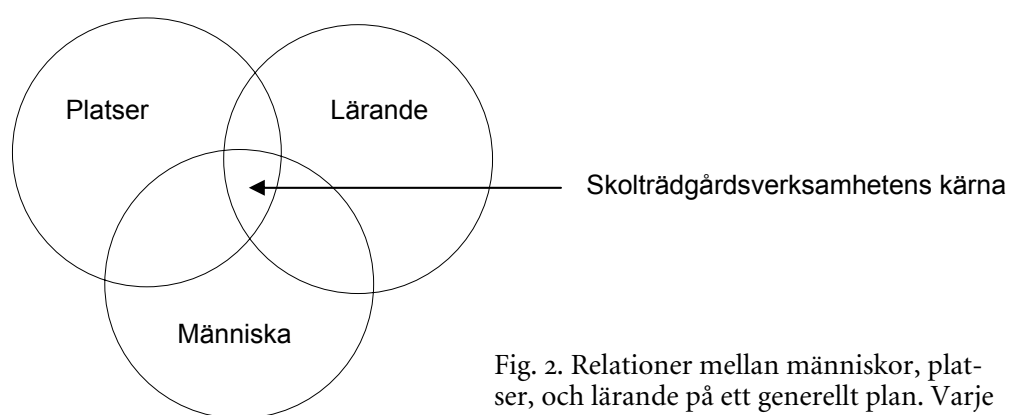 Platser
Lärande
Skolträdgårdsverksamhetens kärna
Människa
Fig. 2. Relationer mellan människor, plat-
ser, och lärande på ett generellt plan. Varje